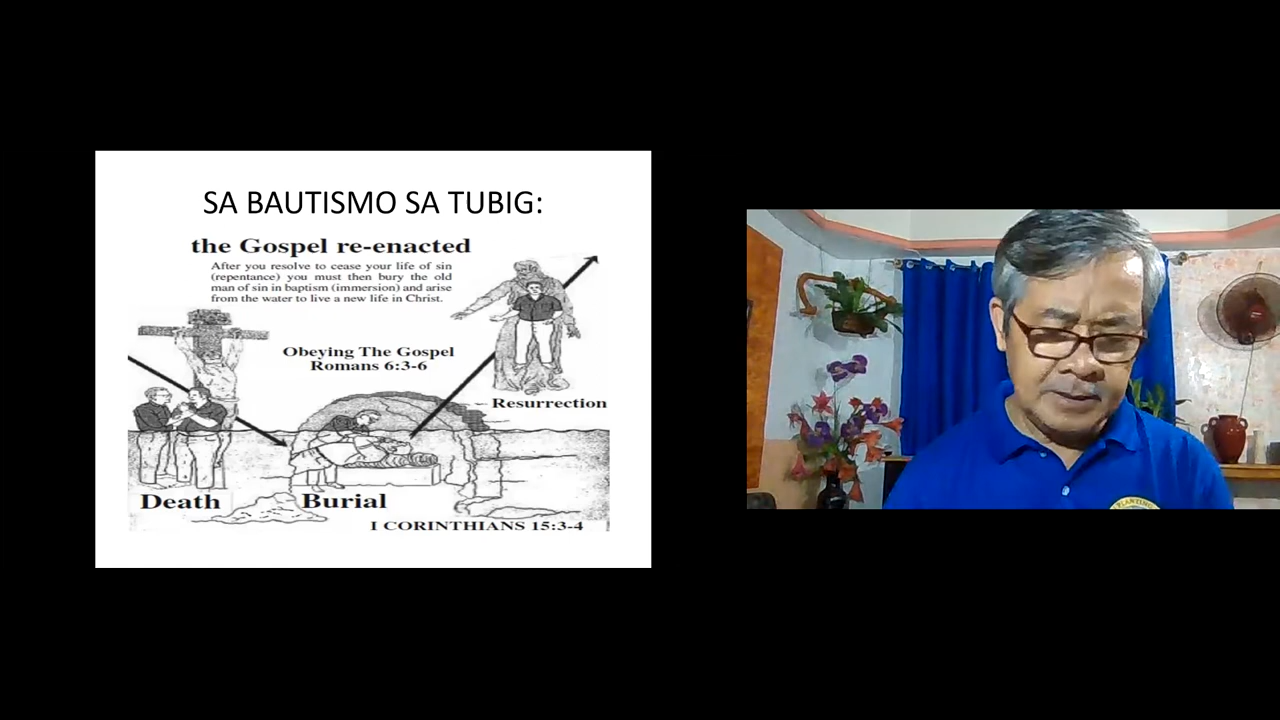 SA BAUTISMO SA TUBIG:
the Gospel re-enacted
After you resolve to cease your life of sin
(repentance) you must then bury the old
man of sin in baptism (immersion) and arise
from the water to live a new life in Christ.
Obeying The Gospel
Romans 6:3-6
Resurrection
Death
Burial
I CORINTHIANS 15:3-4